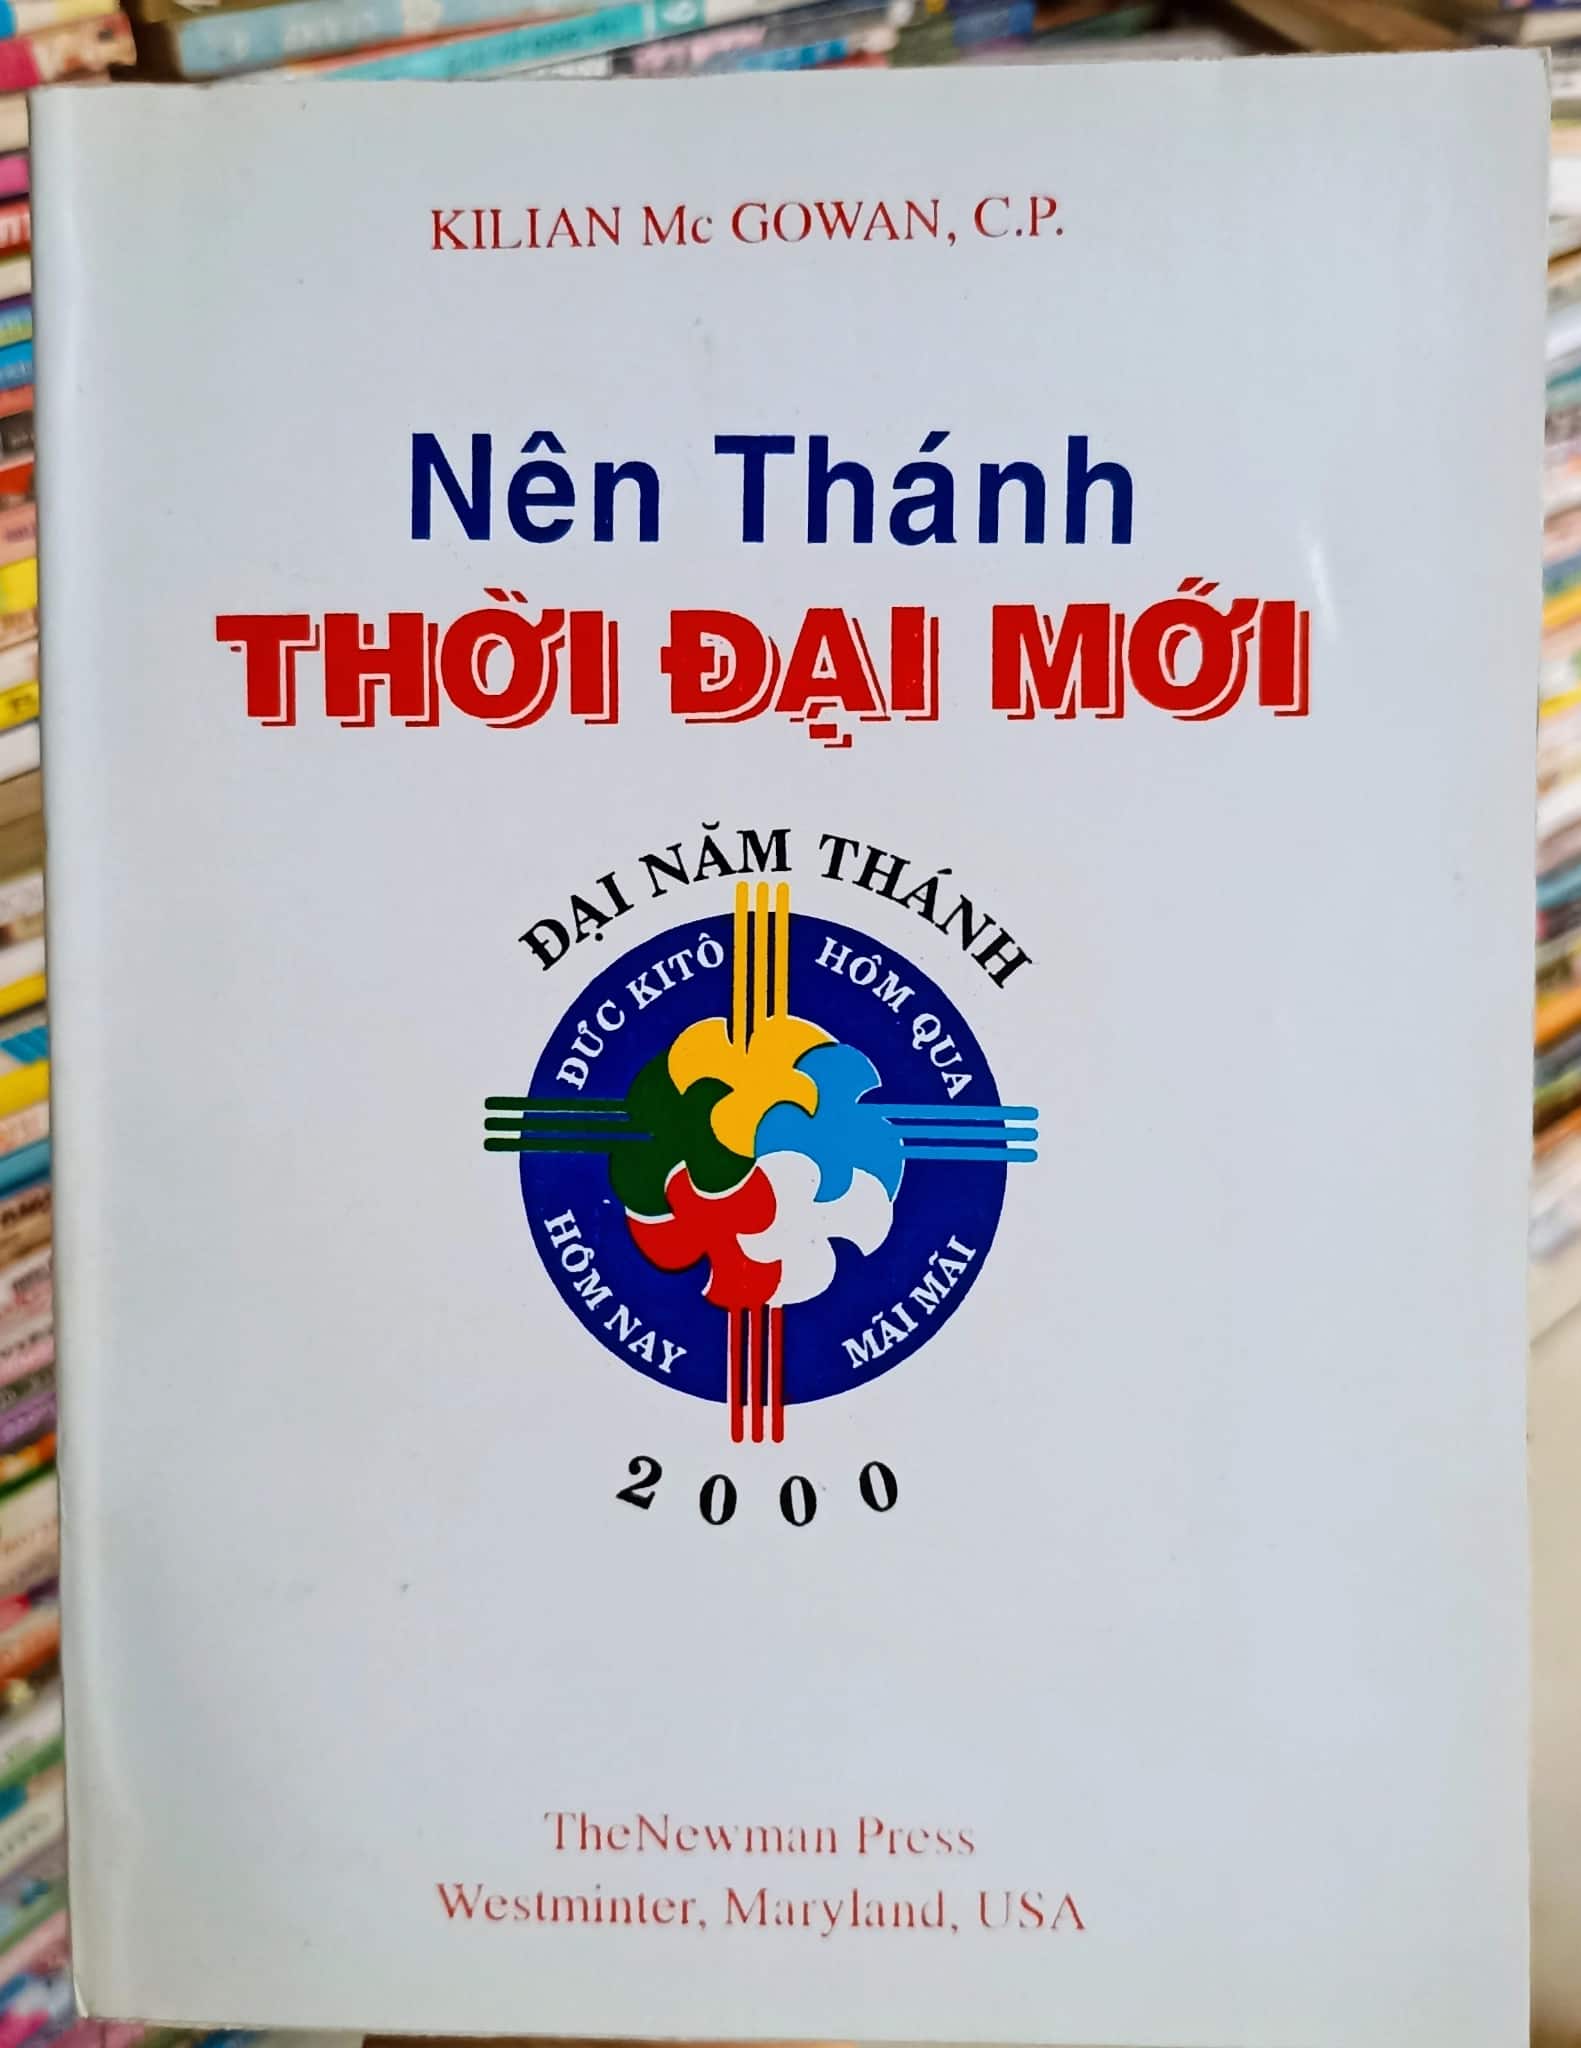 KILIAN Mc GOWAN, C.P.
Nên Thánh
THỜI ĐẠI MỚI
ĐẠI NĂM THÁNH
ĐỨC KITÔ
HÔM QUA
HÔM NAY
MÃI MÃI
2000
TheNewman Press
Westminter, Maryland, USA